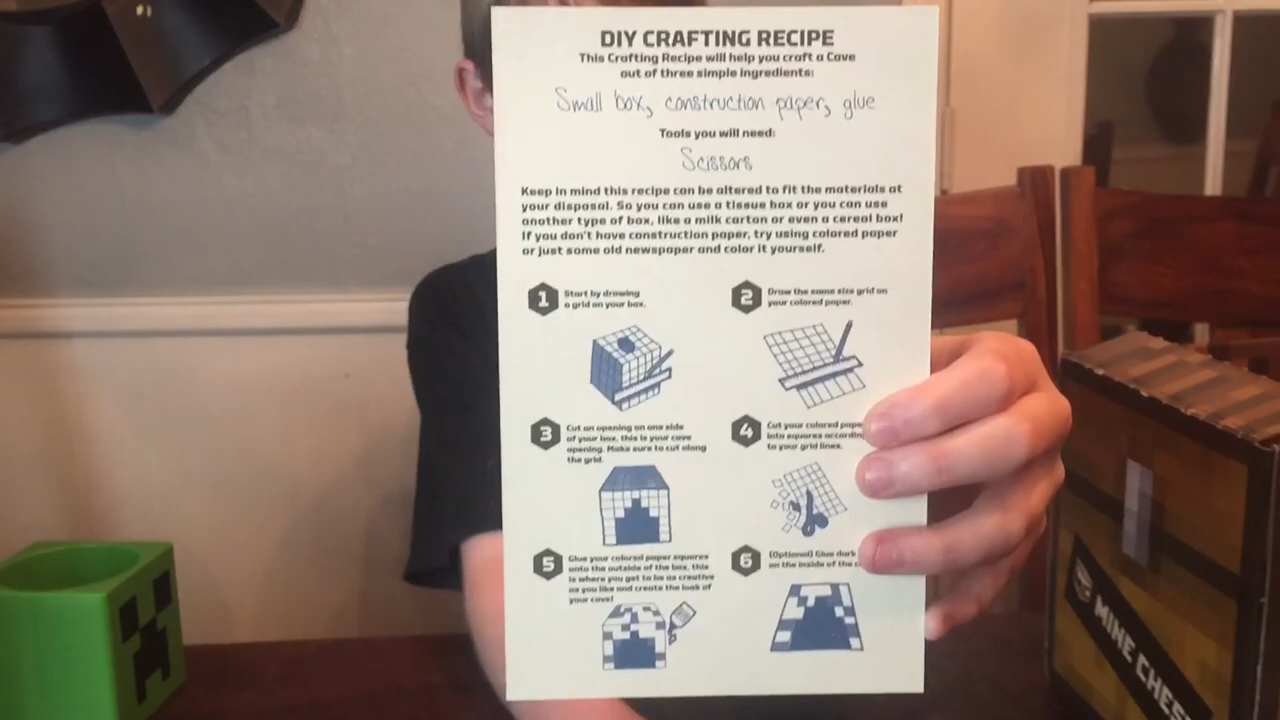 DIY CRAFTING RECIPE
This Crafting Recipe will help you craft a Cave
out of three simple ingredients:
Small box, construction paper, glue
Tools you will need:
Scissors
Keep in mind this recipe can be altered to fit the materials at
your disposal. So you can use a tissue box or you can use
another type of box, like a milk carton or even a cereal box!
If you don't have construction paper, try using colored paper
or just some old newspaper and color it yourself.
1
Start by drawing
a grid on your box.
2
Draw the same size grid on
your colored paper.
3
Cut an opening on one side
of your box, this is your cave
opening. Make sure to cut along
the grid.
4
Cut your colored pape
into squares accordin
to your grid lines.
5
Glue your colored paper squares
onto the outside of the box, this
is where you get to be as creative
as you like and create the look of
your cave!
6
(Optional) Glue dark
on the inside of the
MINE CHES